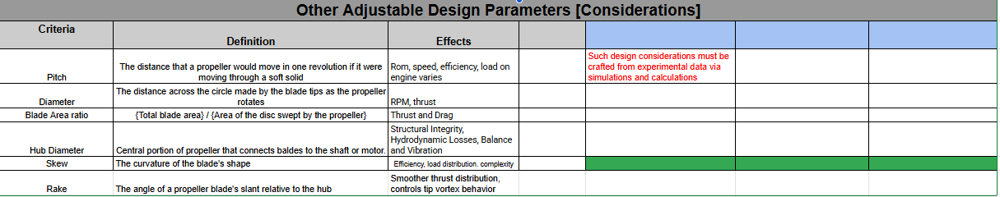 Other Adjustable Design Parameters [Considerations]
Criteria
Definition
Effects
Pitch
The distance that a propeller would move in one revolution if it were
moving through a soft solid
Rom, speed, efficiency, load on
engine varies
Such design considerations must be
crafted from experimental data via
simulations and calculations
Diameter
The distance across the circle made by the blade tips as the propeller
rotates
RPM, thrust
Blade Area ratio
{Total blade area} / {Area of the disc swept by the propeller}
Thrust and Drag
Hub Diameter
Central portion of propeller that connects baldes to the shaft or motor.
Structural Integrity,
Hydrodynamic Losses, Balance
and Vibration
Skew
The curvature of the blade's shape
Efficiency, load distribution. complexity
Rake
The angle of a propeller blade's slant relative to the hub
Smoother thrust distribution,
controls tip vortex behavior